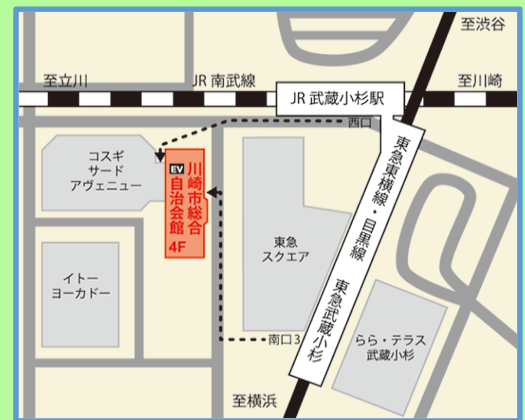 至渋谷
至立川
JR 南武線
至川崎
JR 武蔵小杉駅
西口
コスギ
サード
アヴェニュー
EV
川崎市総合
自治会館
4F
東急東横線・目黒線
東急武蔵小杉
東急
スクエア
イトー
ヨーカドー
南口3
らら・テラス
武蔵小杉
至横浜